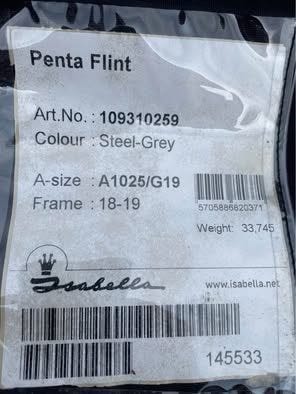 Penta Flint
Art.No. : 109310259
Colour : Steel-Grey
A-size : A1025/G19
Frame : 18-19
5705886820371
Weight: 33,745
Isabella
www.isabella.net
145533